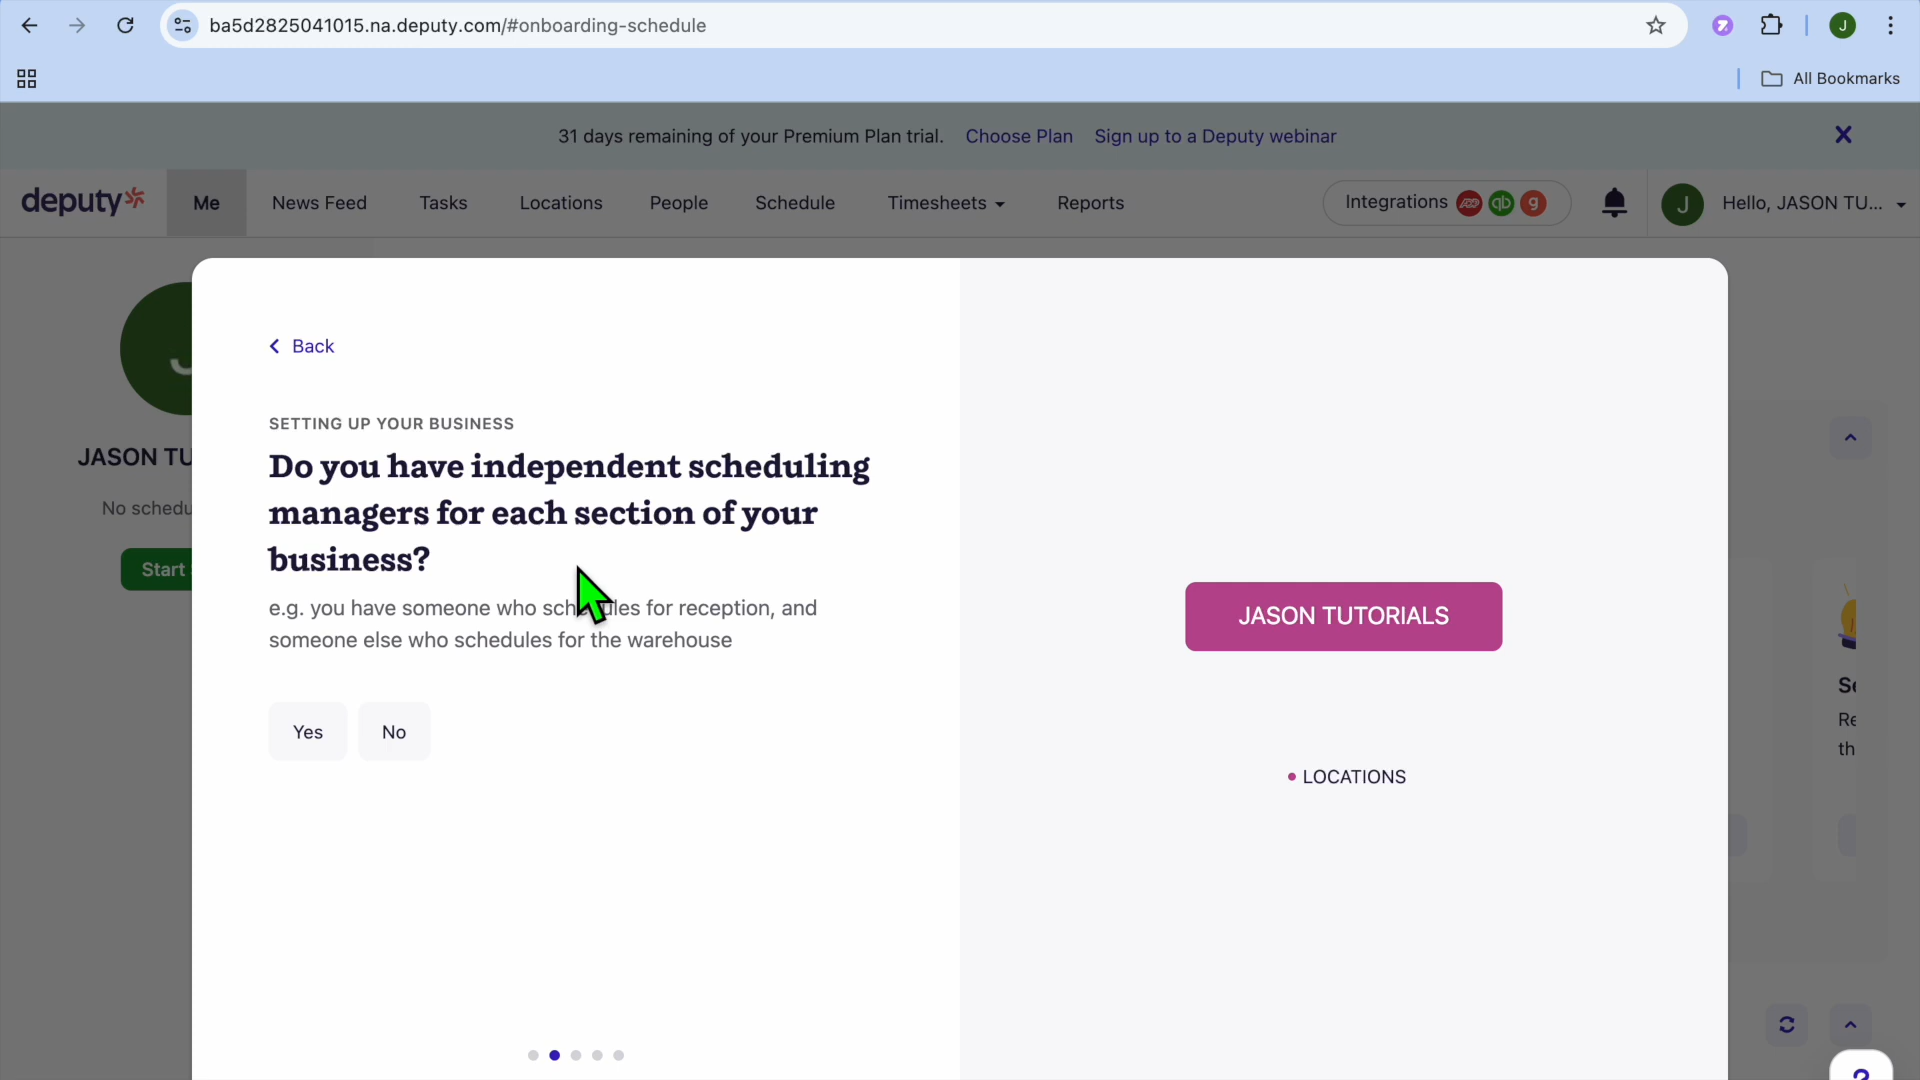 ba5d2825041015.na.deputy.com/#onboarding-schedule
J
All Bookmarks
31 days remaining of your Premium Plan trial. Choose Plan Sign up to a Deputy webinar
deputy
Me
News Feed
Tasks
Locations
People
Schedule
Timesheets
Reports
Integrations
qb
g
J
Hello, JASON TU...
Back
SETTING UP YOUR BUSINESS
Do you have independent scheduling
managers for each section of your
business?
e.g. you have someone who schedules for reception, and
someone else who schedules for the warehouse
Yes
No
JASON TUTORIALS
• LOCATIONS
JASON TU
No schedu
Start
Se
Re
th
?